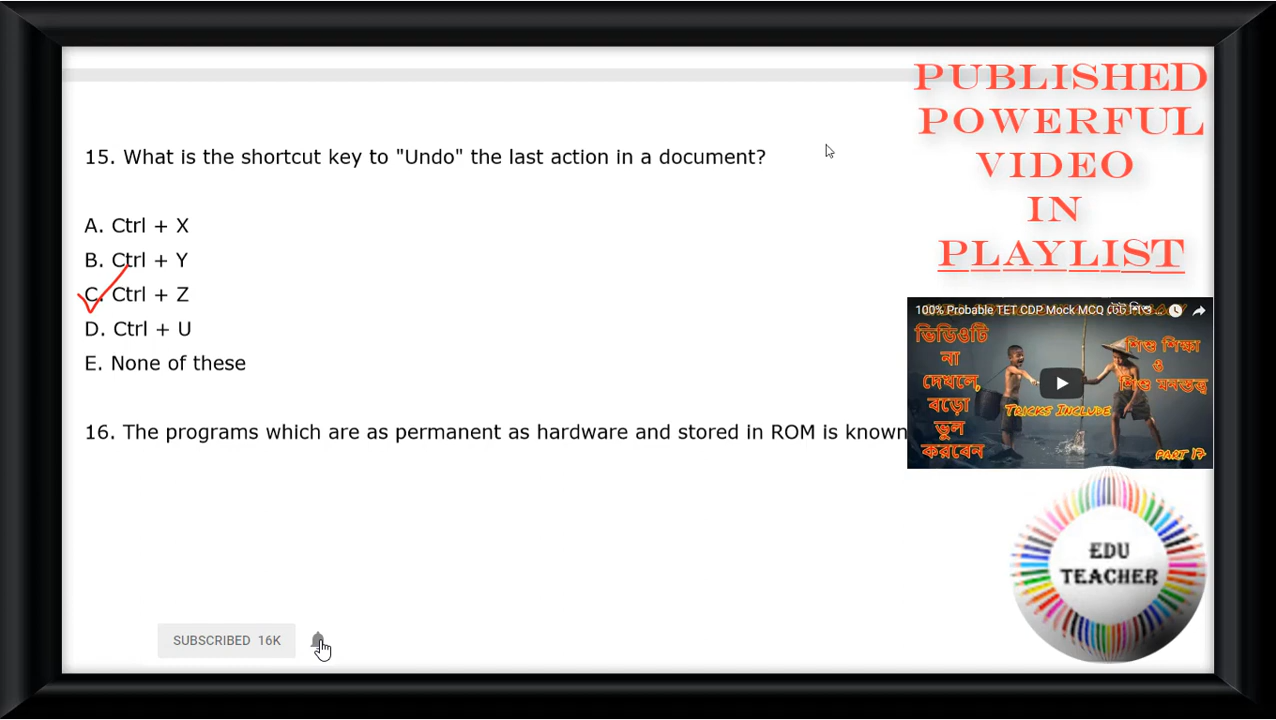 15. What is the shortcut key to "Undo" the last action in a document?
A. Ctrl + X
B. Ctrl + Y
C. Ctrl + Z
D. Ctrl + U
E. None of these
16. The programs which are as permanent as hardware and stored in ROM is known
SUBSCRIBED 16K
PUBLISHED
POWERFUL
VIDEO
IN
PLAYLIST
100% Probable TET CDP Mock MCQ টেট শিশু...
ভিডিওটি
না
দেখলে,
বড়ো
ভুল
করবেন
শিশু শিক্ষা
ও
শিশু মনস্তত্ত্ব
TRICKS INCLUDE
PART 17
EDU
TEACHER